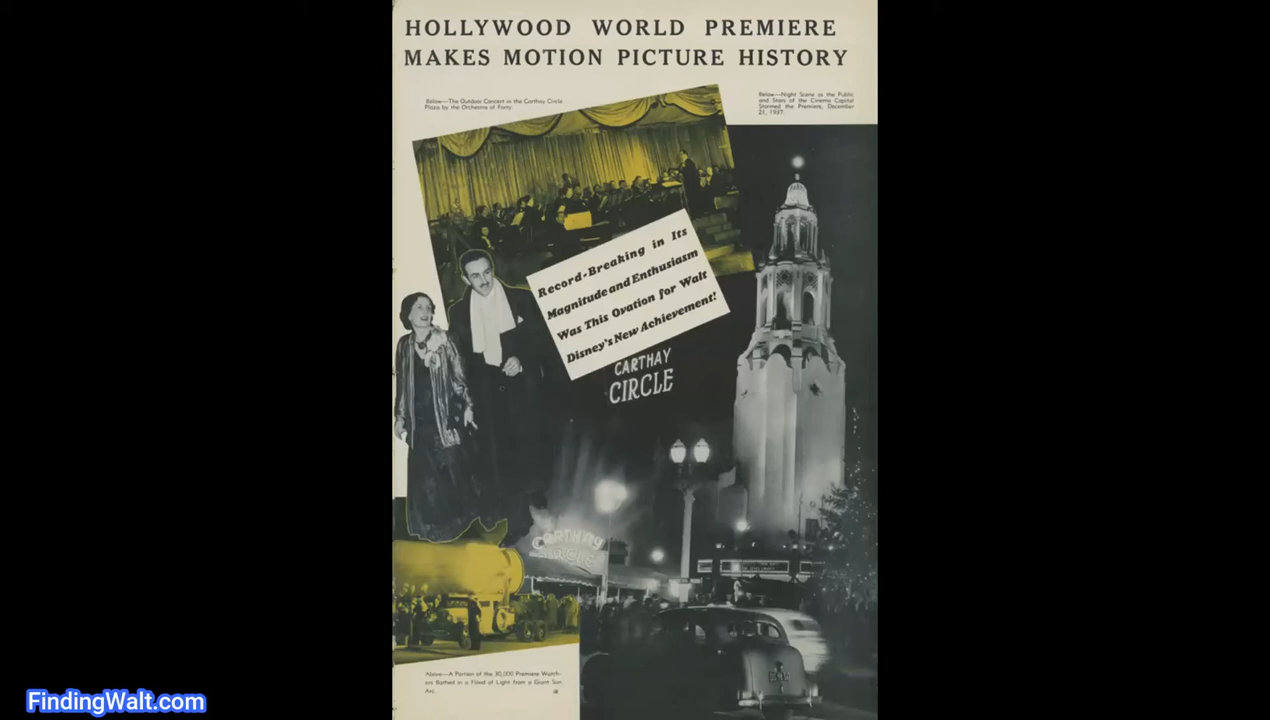 HOLLYWOOD WORLD PREMIERE
MAKES MOTION PICTURE HISTORY
Below—The Outdoor Concert in the Carthay Circle
Plaza by the Orchestra of Forty.
Below—Night Scene as the Public
and Stars of the Cinema Capital
Stormed the Premiere, December
21, 1937.
Record-Breaking in Its
Magnitude and Enthusiasm
Was This Ovation for Walt
Disney's New Achievement!
CARTHAY
CIRCLE
CARTHAY
CIRCLE
Above—A Portion of the 30,000 Premiere Watch-
ers Bathed in a Flood of Light from a Giant Sun
Arc.
FindingWalt.com